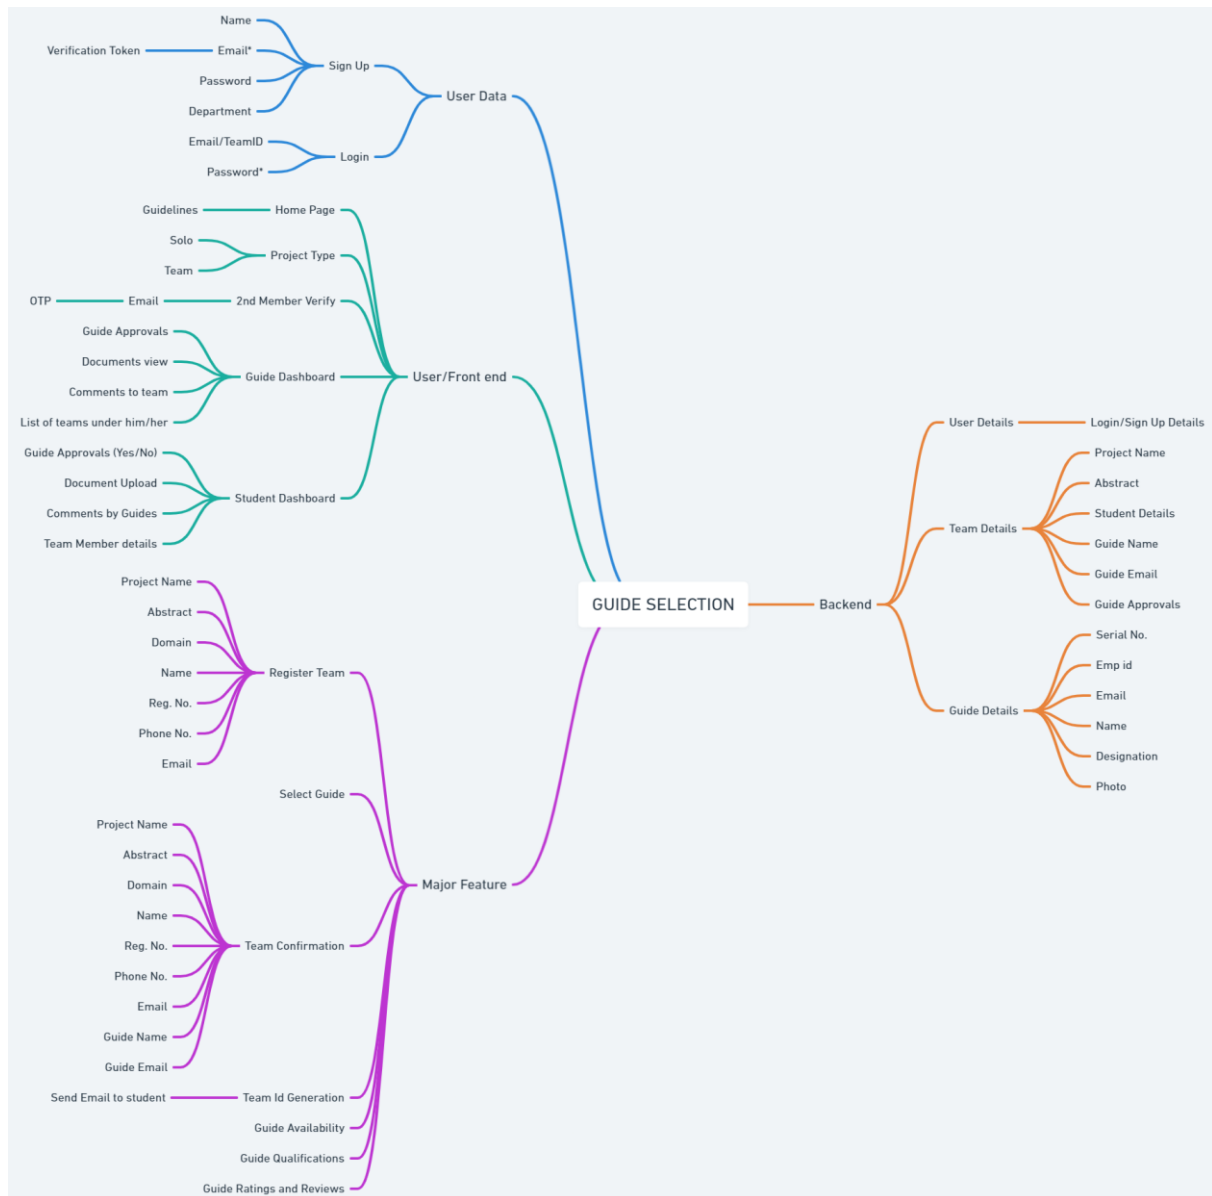 Name
Verification Token
Email*
Sign Up
Password
User Data
Department
Email/TeamID
Login
Password*
Guidelines
Home Page
Solo
Project Type
Team
OTP
Email
2nd Member Verify
Guide Approvals
Documents view
Guide Dashboard
User/Front end
Comments to team
List of teams under him/her
Guide Approvals (Yes/No)
Document Upload
Student Dashboard
Comments by Guides
Team Member details
GUIDE SELECTION
Project Name
Abstract
Domain
Name
Register Team
Reg. No.
Phone No.
Email
Select Guide
Major Feature
Project Name
Abstract
Domain
Name
Reg. No.
Team Confirmation
Phone No.
Email
Guide Name
Guide Email
Send Email to student
Team Id Generation
Guide Availability
Guide Qualifications
Guide Ratings and Reviews
Backend
User Details
Login/Sign Up Details
Project Name
Abstract
Student Details
Team Details
Guide Name
Guide Email
Guide Approvals
Serial No.
Emp id
Email
Guide Details
Name
Designation
Photo